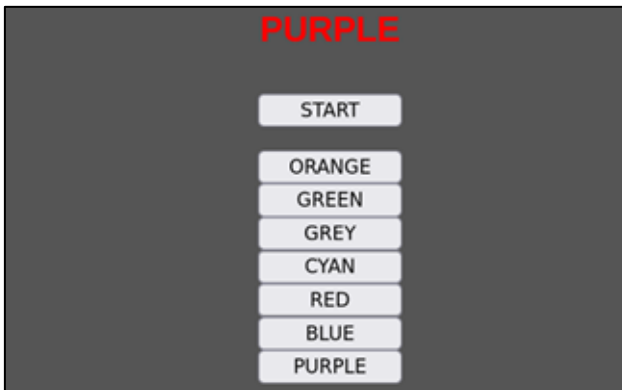 PURPLE
START
ORANGE
GREEN
GREY
CYAN
RED
BLUE
PURPLE